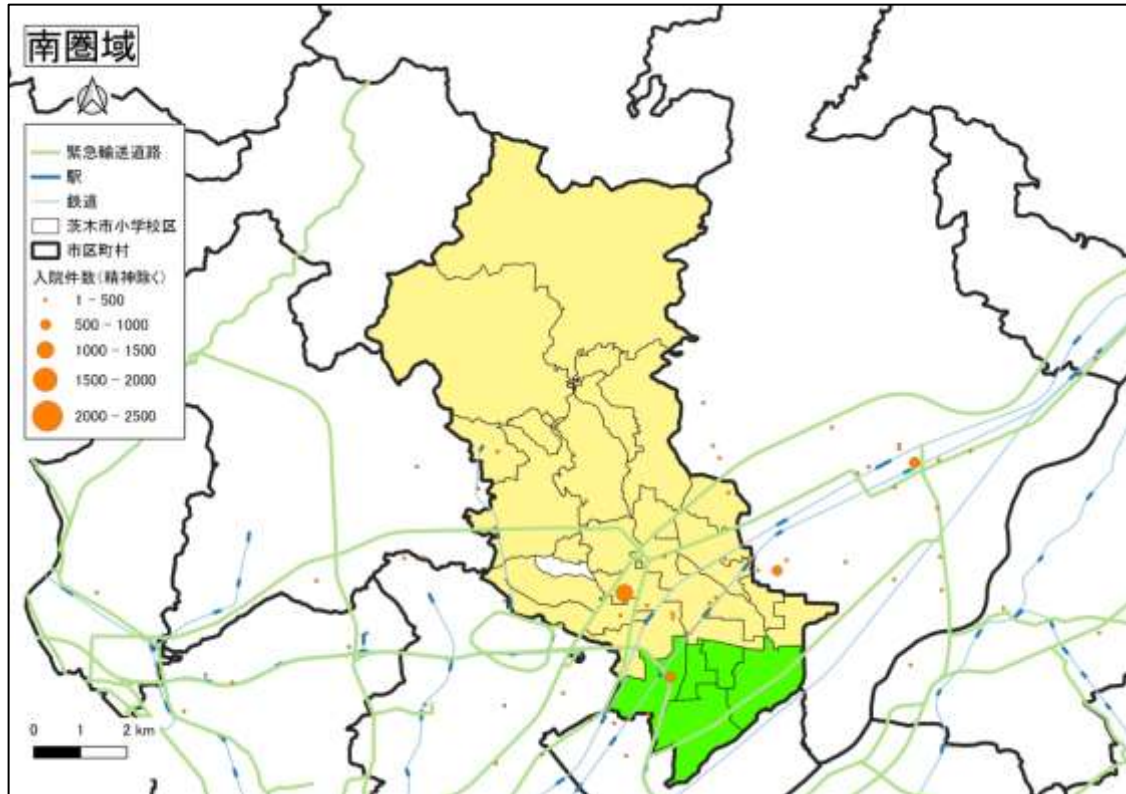 南圏域
緊急輸送道路
駅
鉄道
茨木市小学校区
市区町村
入院件数(精神除く)
1 - 500
500 - 1000
1000 - 1500
1500 - 2000
2000 - 2500
0 1 2 km